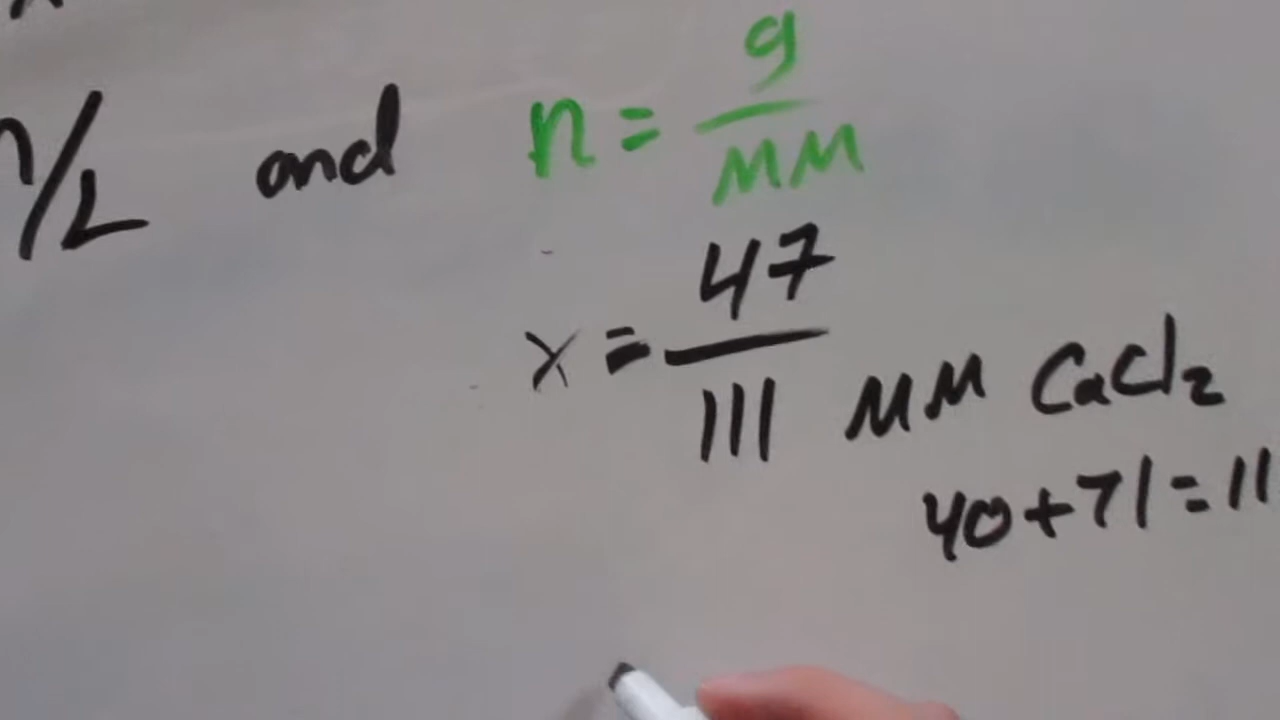 n/L and n = g/MM
x = 47/111 MM CaCl₂
40+71=11